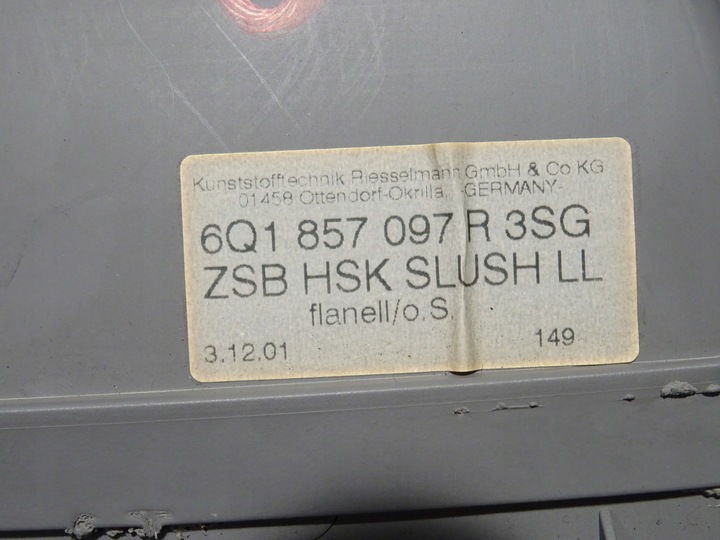 Kunststofftechnik Riesselmann GmbH & Co KG
01458 Ottendorf-Okrilla, -GERMANY-
6Q1 857 097 R 3SG
ZSB HSK SLUSH LL
flanell/o.S.
3.12.01
149